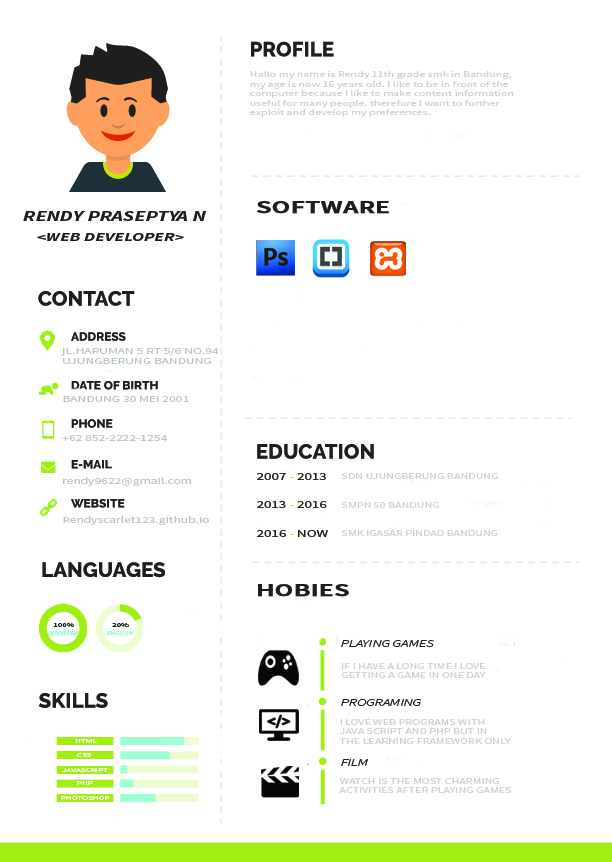 RENDY PRASEPTYA N
<WEB DEVELOPER>
CONTACT
ADDRESS
JL.HARUMAN 5 RT 5/6 NO.94
UJUNGBERUNG BANDUNG
DATE OF BIRTH
BANDUNG 30 MEI 2001
PHONE
+62 852-2222-1254
E-MAIL
rendy9622@gmail.com
WEBSITE
Rendyscarlet123.github.io
LANGUAGES
100%
INDONESIA
20%
ENGLISH
SKILLS
HTML
CSS
JAVASCRIPT
PHP
PHOTOSHOP
PROFILE
Hallo my name is Rendy 11th grade smk in Bandung,
my age is now 16 years old. I like to be in front of the
computer because I like to make content information
useful for many people. therefore I want to further
exploit and develop my preferences.
SOFTWARE
Ps
EDUCATION
2007 - 2013 SDN UJUNGBERUNG BANDUNG
2013 - 2016 SMPN 50 BANDUNG
2016 - NOW SMK IGASAR PINDAD BANDUNG
HOBIES
PLAYING GAMES
IF I HAVE A LONG TIME I LOVE
GETTING A GAME IN ONE DAY
PROGRAMING
I LOVE WEB PROGRAMS WITH
JAVA SCRIPT AND PHP BUT IN
THE LEARNING FRAMEWORK ONLY
FILM
WATCH IS THE MOST CHARMING
ACTIVITIES AFTER PLAYING GAMES